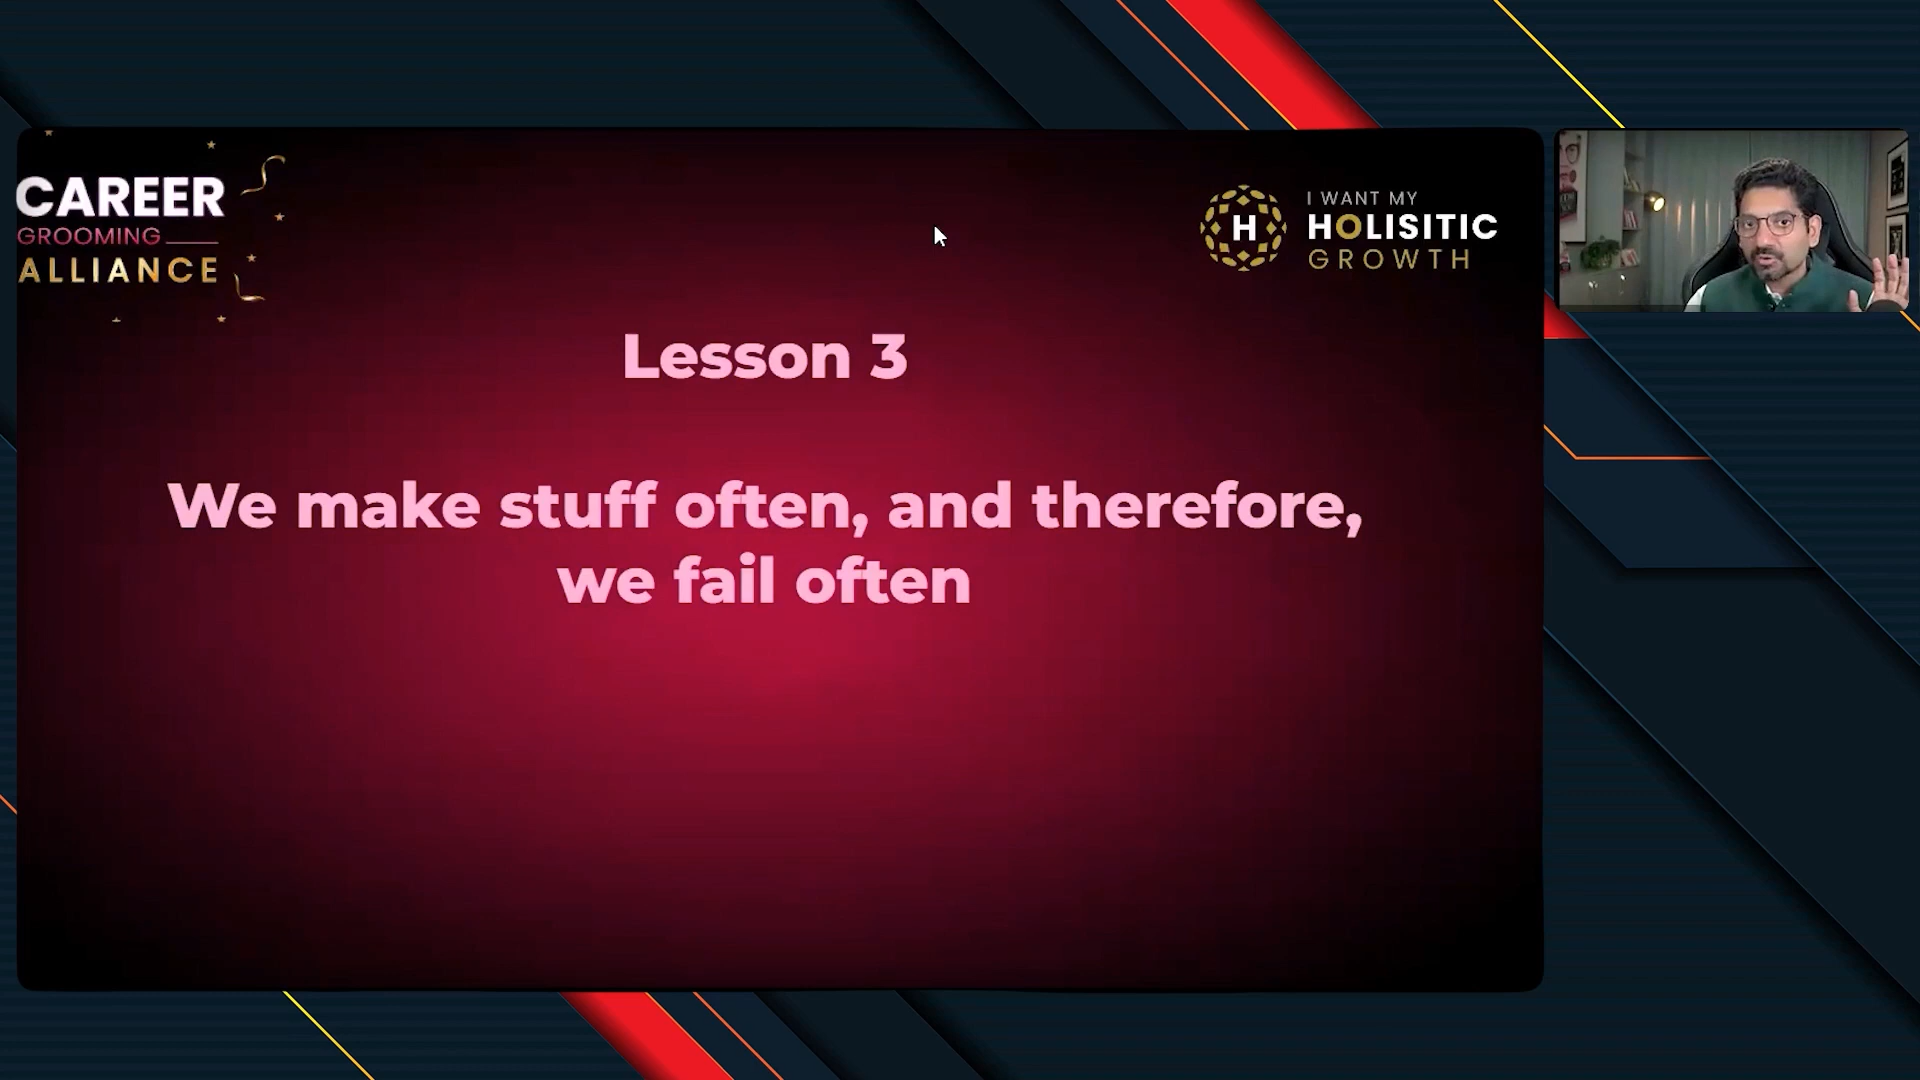 CAREER
GROOMING
ALLIANCE
H
I WANT MY
HOLISITIC
GROWTH
Lesson 3
We make stuff often, and therefore,
we fail often